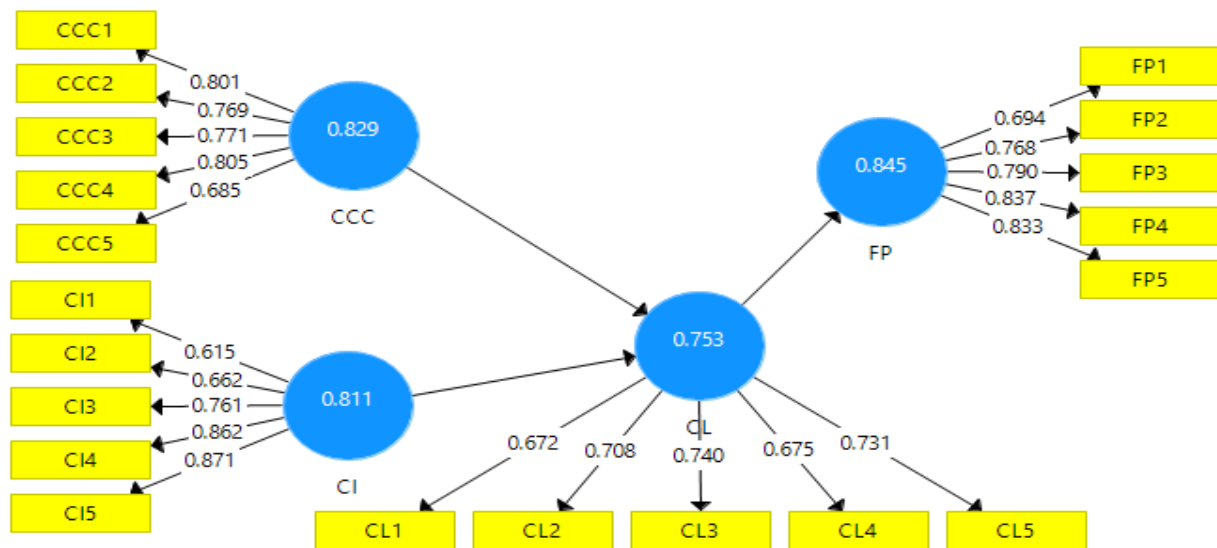 CCC1
CCC2
CCC3
CCC4
CCC5
0.801
0.769
0.771
0.805
0.685
0.829
CCC
CI1
CI2
CI3
CI4
CI5
0.615
0.662
0.761
0.862
0.871
0.811
CI
0.753
CL
0.672
0.708
0.740
0.675
0.731
CL1
CL2
CL3
CL4
CL5
0.845
FP
0.694
0.768
0.790
0.837
0.833
FP1
FP2
FP3
FP4
FP5